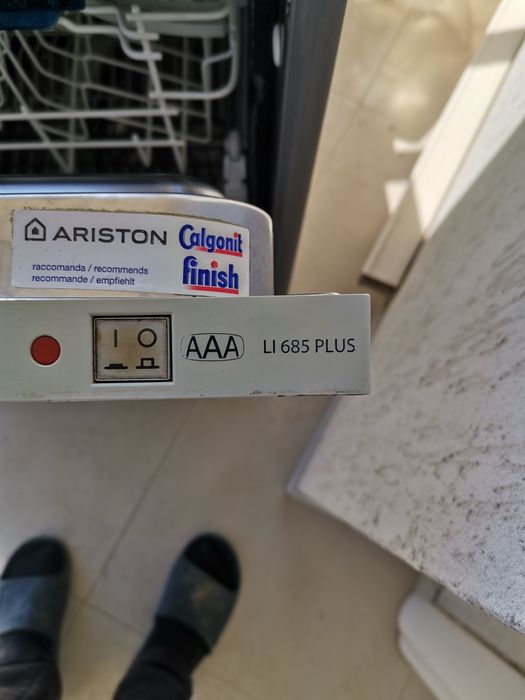 ARISTON
Calgonit
finish
raccomanda / recommends
recommande / empfiehlt
I O
AAA
LI 685 PLUS